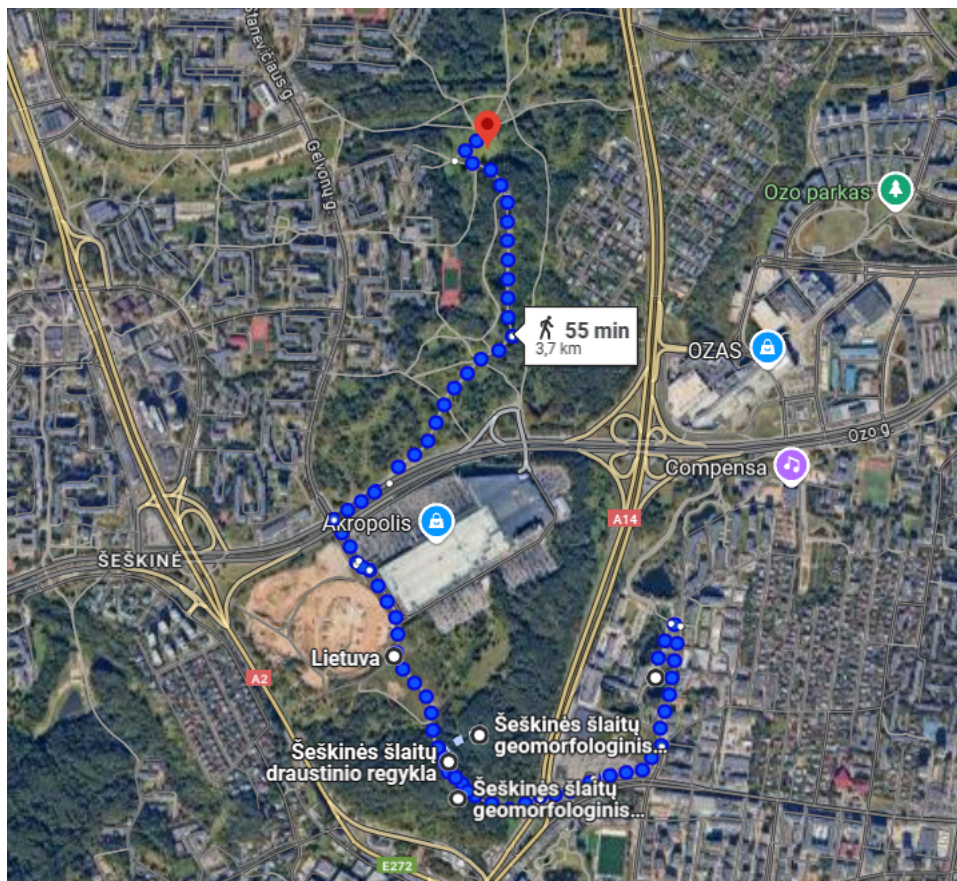 Stanevičiaus g.
Gelvonų g.
Ozo parkas
55 min
3,7 km
OZAS
Ozo g.
Compensa
Akropolis
A14
ŠEŠKINĖ
Lietuva
A2
Šeškinės šlaitų
geomorfologinis...
Šeškinės šlaitų
draustinio regykla
Šeškinės šlaitų
geomorfologinis...
E272